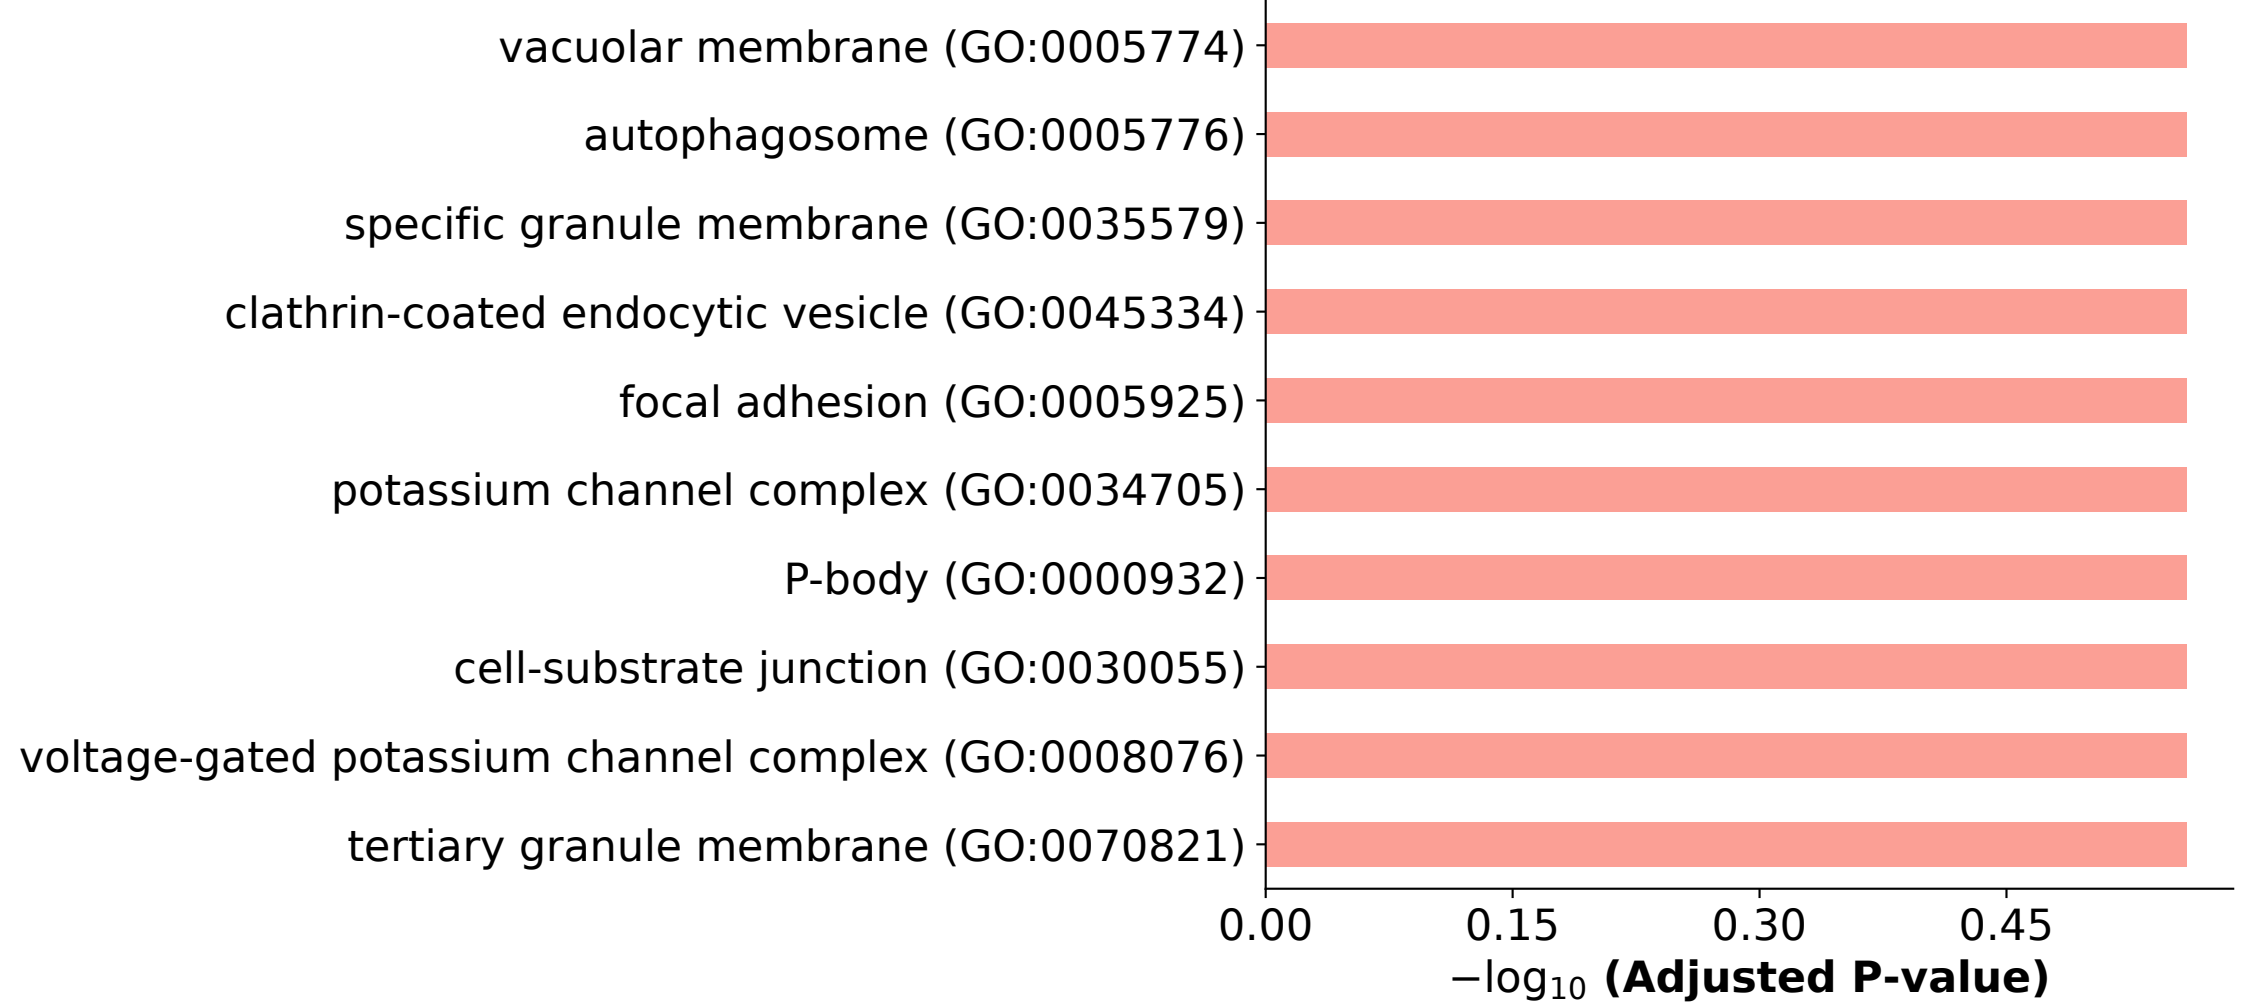 vacuolar membrane (GO:0005774)
autophagosome (GO:0005776)
specific granule membrane (GO:0035579)
clathrin-coated endocytic vesicle (GO:0045334)
focal adhesion (GO:0005925)
potassium channel complex (GO:0034705)
P-body (GO:0000932)
cell-substrate junction (GO:0030055)
voltage-gated potassium channel complex (GO:0008076)
tertiary granule membrane (GO:0070821)
0.00 0.15 0.30 0.45
−log₁₀ (Adjusted P-value)